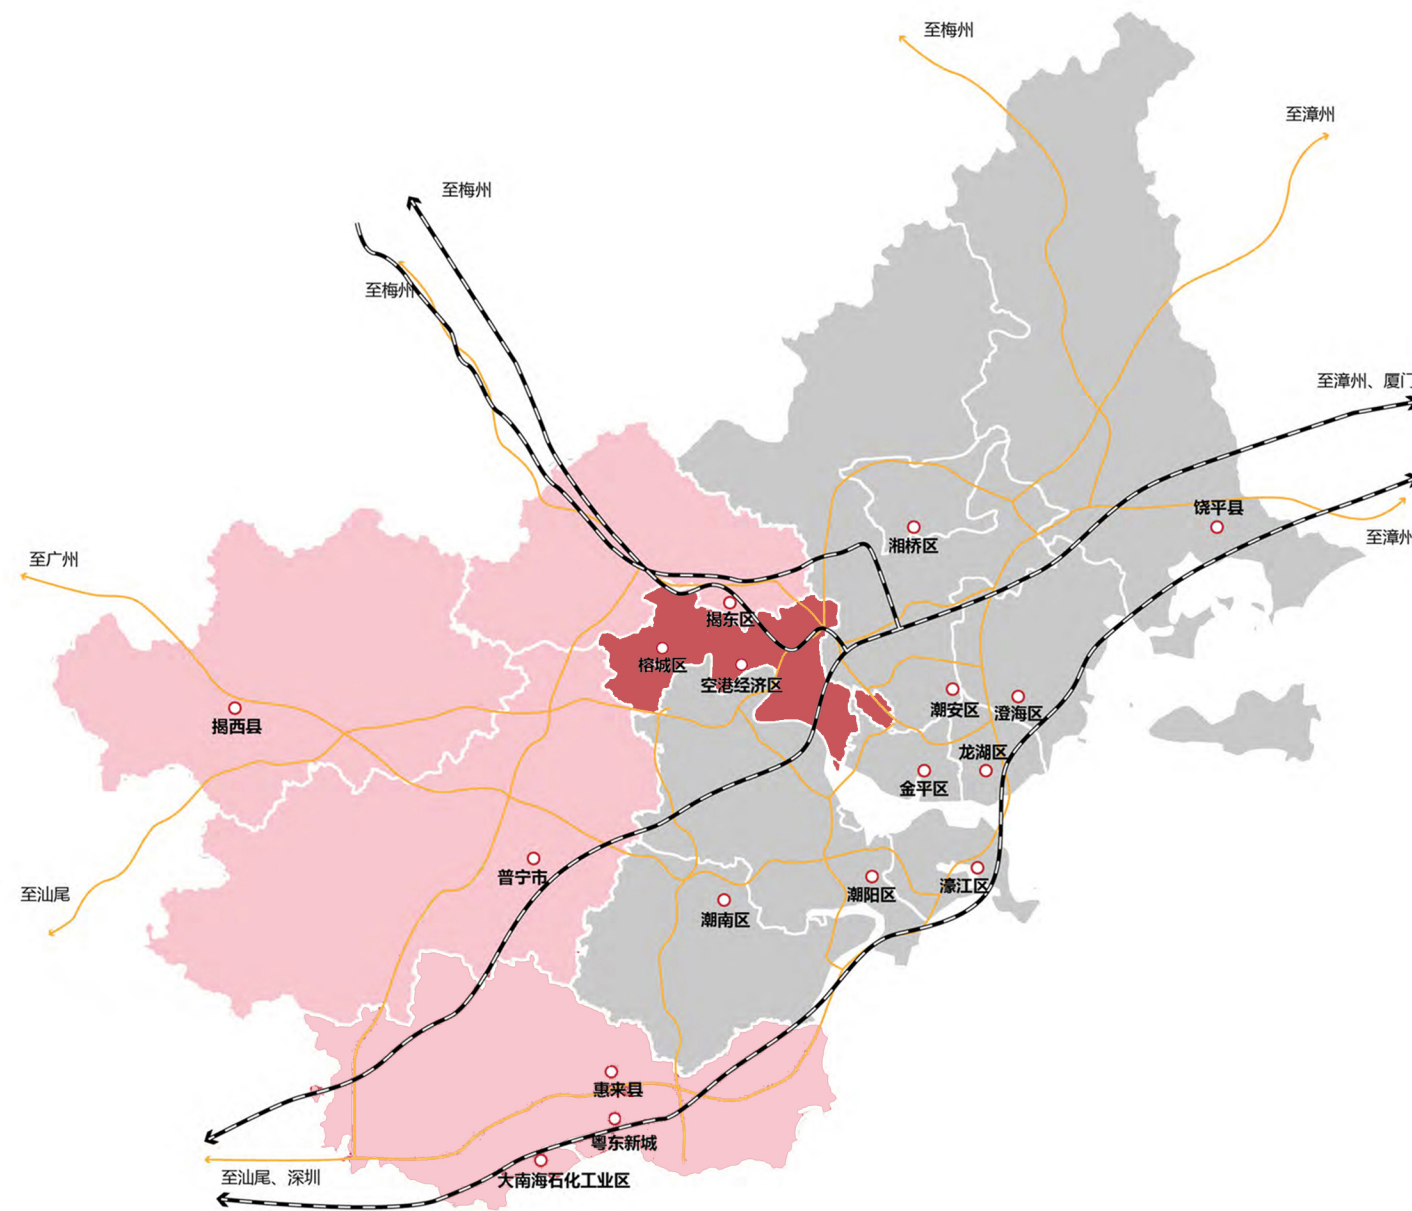 至梅州
至漳州
至梅州
至梅州
至漳州、厦门
饶平县
至漳州
湘桥区
至广州
揭东区
榕城区
空港经济区
潮安区
澄海区
揭西县
龙湖区
金平区
普宁市
濠江区
潮阳区
至汕尾
潮南区
惠来县
粤东新城
至汕尾、深圳
大南海石化工业区